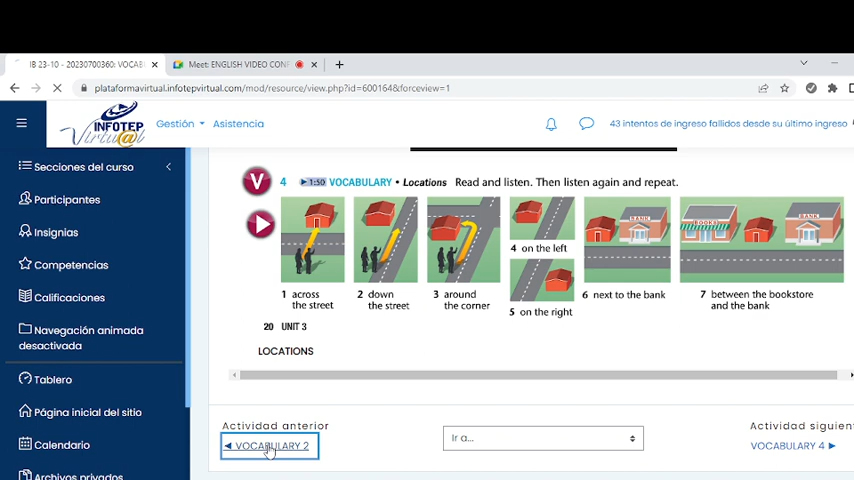 IB 23-10 - 20230700360: VOCAB
Meet: ENGLISH VIDEO CONF
plataformavirtual.infotepvirtual.com/mod/resource/view.php?id=600164&forceview=1
INFOTEP
Virtu@l
Gestión
Asistencia
43 intentos de ingreso fallidos desde su último ingreso
Secciones del curso
Participantes
Insignias
Competencias
Calificaciones
Navegación animada
desactivada
Tablero
Página inicial del sitio
Calendario
Archivos privados
V 4 1:50 VOCABULARY • Locations Read and listen. Then listen again and repeat.
BANK
BOOKS
BANK
1 across
the street
2 down
the street
3 around
the corner
4 on the left
5 on the right
6 next to the bank
7 between the bookstore
and the bank
20 UNIT 3
LOCATIONS
Actividad anterior
◄ VOCABULARY 2
Ir a...
Actividad siguien
VOCABULARY 4 ►